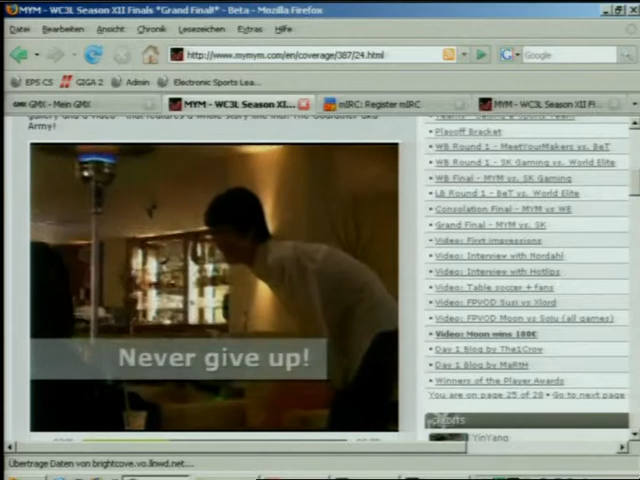 MYM - WC3L Season XII Finals *Grand Final!* - Beta - Mozilla Firefox
Datei Bearbeiten Ansicht Chronik Lesezeichen Extras Hilfe
http://www.mymym.com/en/coverage/387/24.html
Google
EPS CS GIGA 2 Admin Electronic Sports Lea...
GMX - Mein GMX
MYM - WC3L Season XI...
mIRC: Register mIRC
MYM - WC3L Season XII Fi...
Army!
Playoff Bracket
WB Round 1 - MeetYourMakers vs. BeT
WB Round 1 - SK Gaming vs. World Elite
WB Final - MYM vs. SK Gaming
LB Round 1 - BeT vs. World Elite
Consolation Final - MYM vs WE
Grand Final - MYM vs. SK
Video: First impressions
Video: Interview with Nordahl
Video: Interview with Hotlips
Video: Table soccer + fans
Video: FPVOD Susi vs Xlord
Video: FPVOD Moon vs Soju (all games)
Video: Moon wins 100€
Day 1 Blog by The1Crow
Day 1 Blog by MaRtH
Winners of the Player Awards
You are on page 25 of 28 • Go to next page
Never give up!
CREDITS
YinYang
Übertrage Daten von brightcove.vo.llnwd.net...